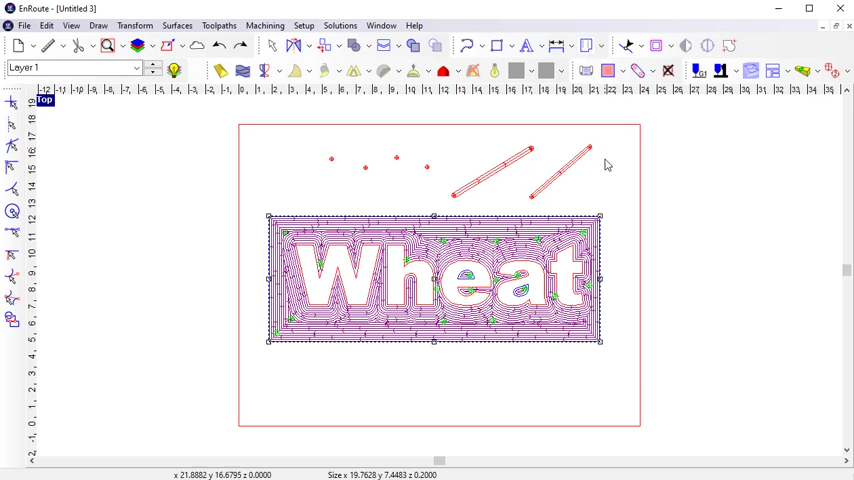 EnRoute - [Untitled 3]
File Edit View Draw Transform Surfaces Toolpaths Machining Setup Solutions Window Help
Layer 1
Top
Wheat
x 21.8882 y 16.6795 z 0.0000 Size x 19.7628 y 7.4483 z 0.2000